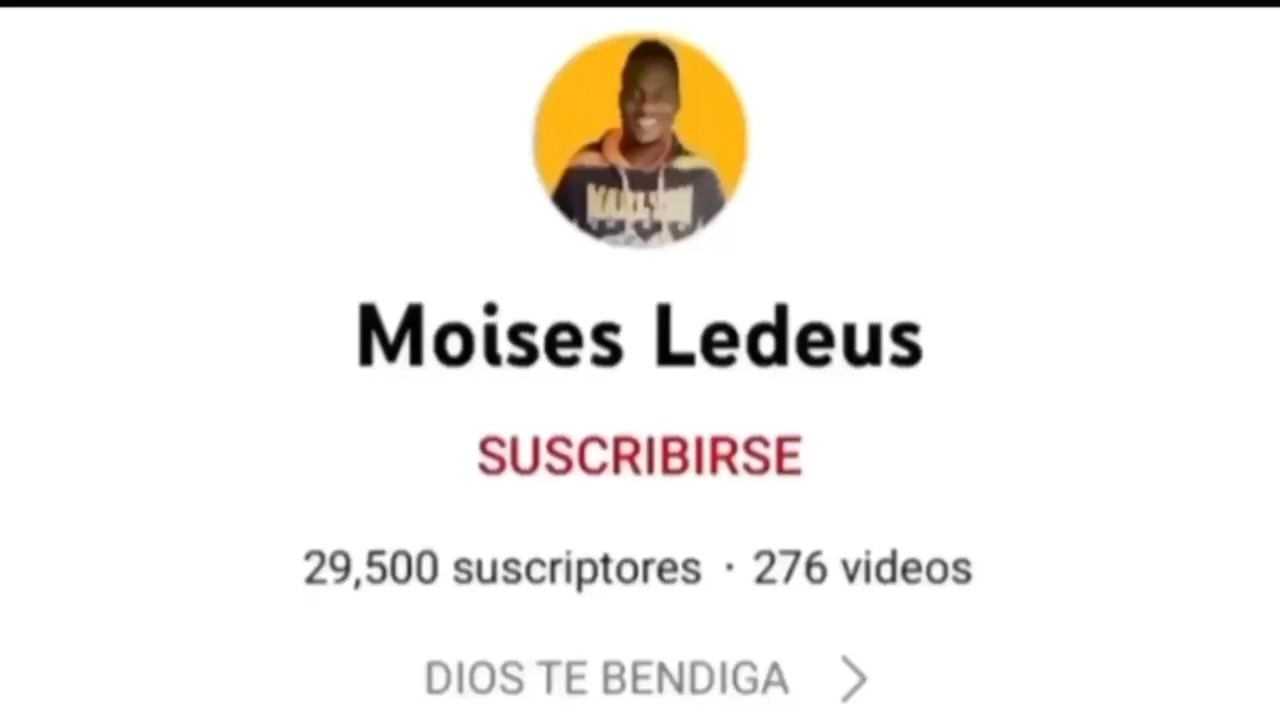 Moises Ledeus
SUSCRIBIRSE
29,500 suscriptores · 276 videos
DIOS TE BENDIGA